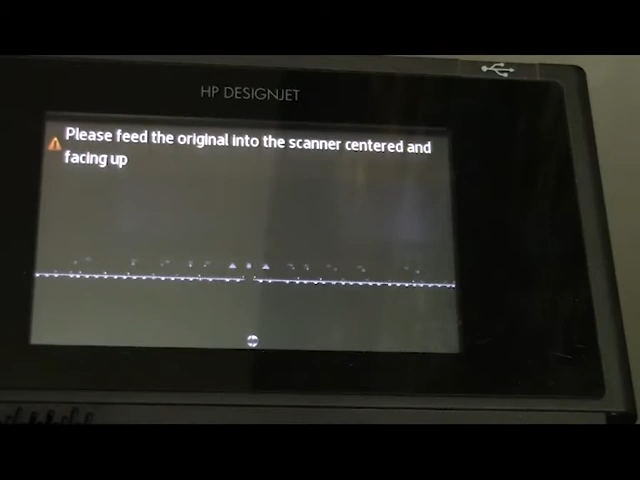 HP DESIGNJET
Please feed the original into the scanner centered and
facing up